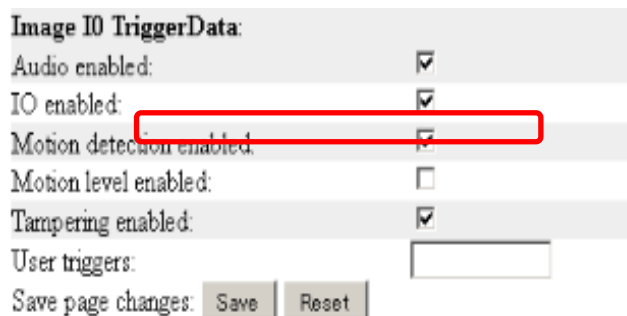 Image I0 TriggerData:
Audio enabled:
IO enabled:
Motion detection enabled:
Motion level enabled:
Tampering enabled:
User triggers:
Save page changes: Save Reset